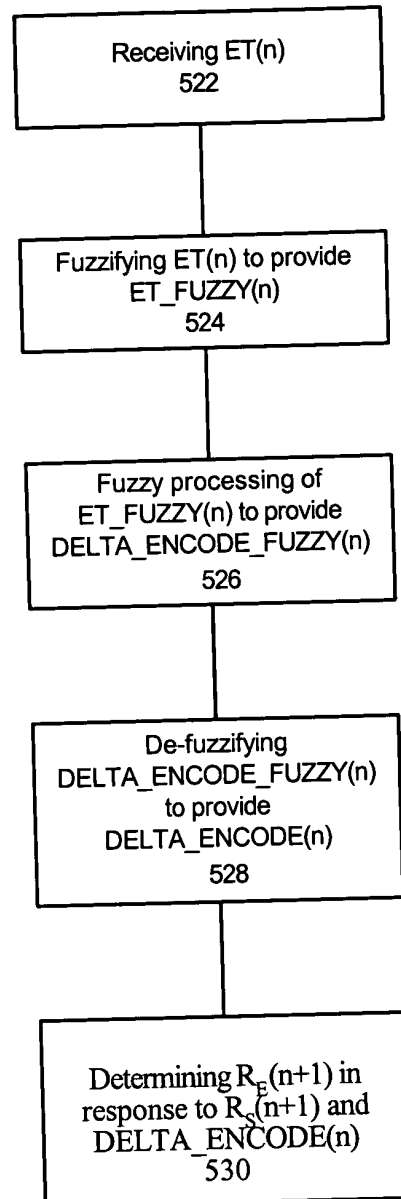 Receiving ET(n)
522
Fuzzifying ET(n) to provide
ET_FUZZY(n)
524
Fuzzy processing of
ET_FUZZY(n) to provide
DELTA_ENCODE_FUZZY(n)
526
De-fuzzifying
DELTA_ENCODE_FUZZY(n)
to provide
DELTA_ENCODE(n)
528
Determining R_E(n+1) in
response to R_S(n+1) and
DELTA_ENCODE(n)
530